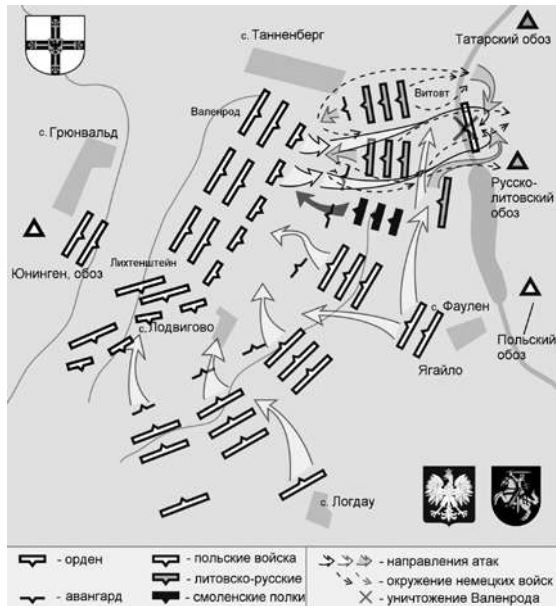 с. Танненберг
Татарский обоз
Витовт
Валенрод
с. Грюнвальд
Русско-
литовский
обоз
Юнинген, обоз
Лихтенштейн
с. Лодвигово
с. Фаулен
Ягайло
Польский
обоз
с. Логдау
- орден
- польские войска
- направления атак
- литовско-русские
- окружение немецких войск
- авангард
- смоленские полки
- уничтожение Валенрода